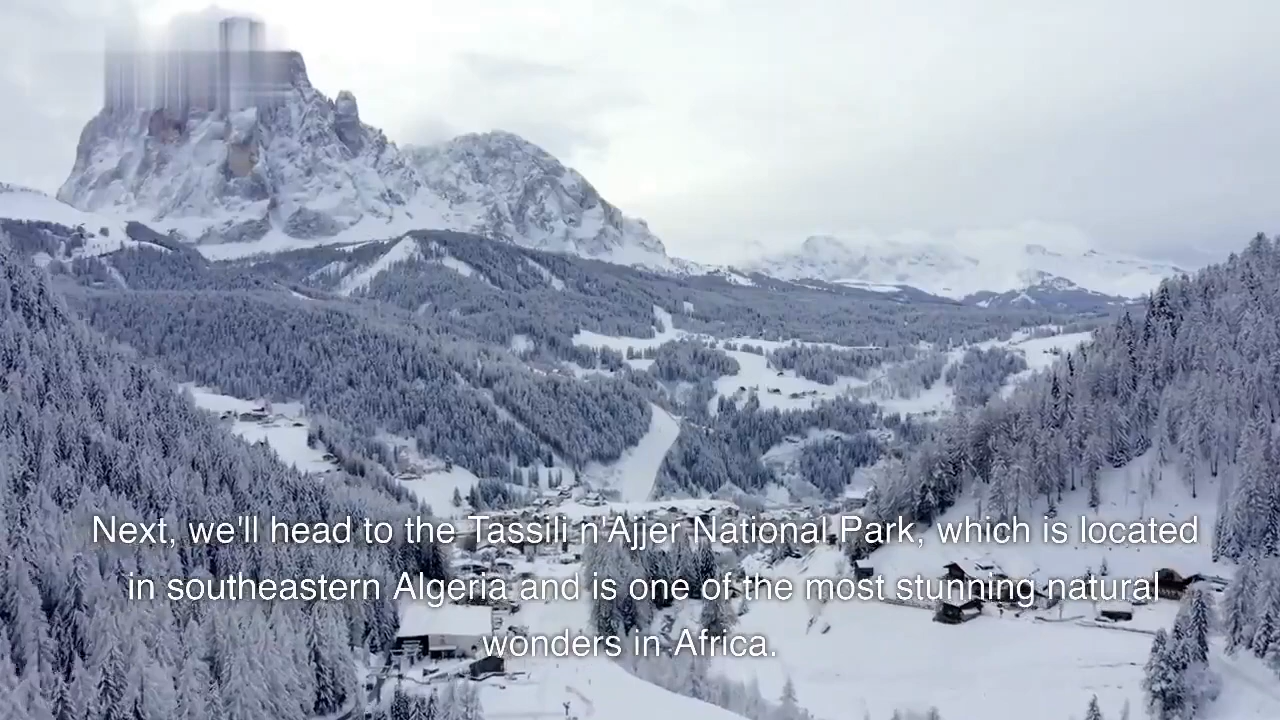 Next, we'll head to the Tassili n'Ajjer National Park, which is located
in southeastern Algeria and is one of the most stunning natural
wonders in Africa.